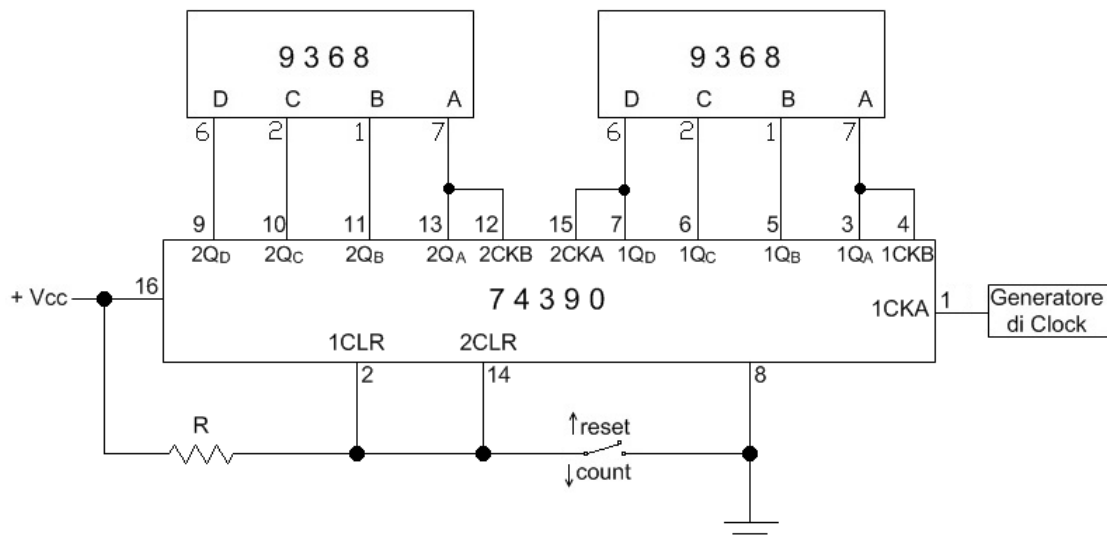 9368 9368
D C B A D C B A
6 2 1 7 6 2 1 7
9 10 11 13 12 15 7 6 5 3 4
2QD 2QC 2QB 2QA 2CKB 2CKA 1QD 1QC 1QB 1QA 1CKB
+ Vcc 16 74390 1CKA 1 Generatore
di Clock
1CLR 2CLR
2 14 8
R ↑reset
↓count